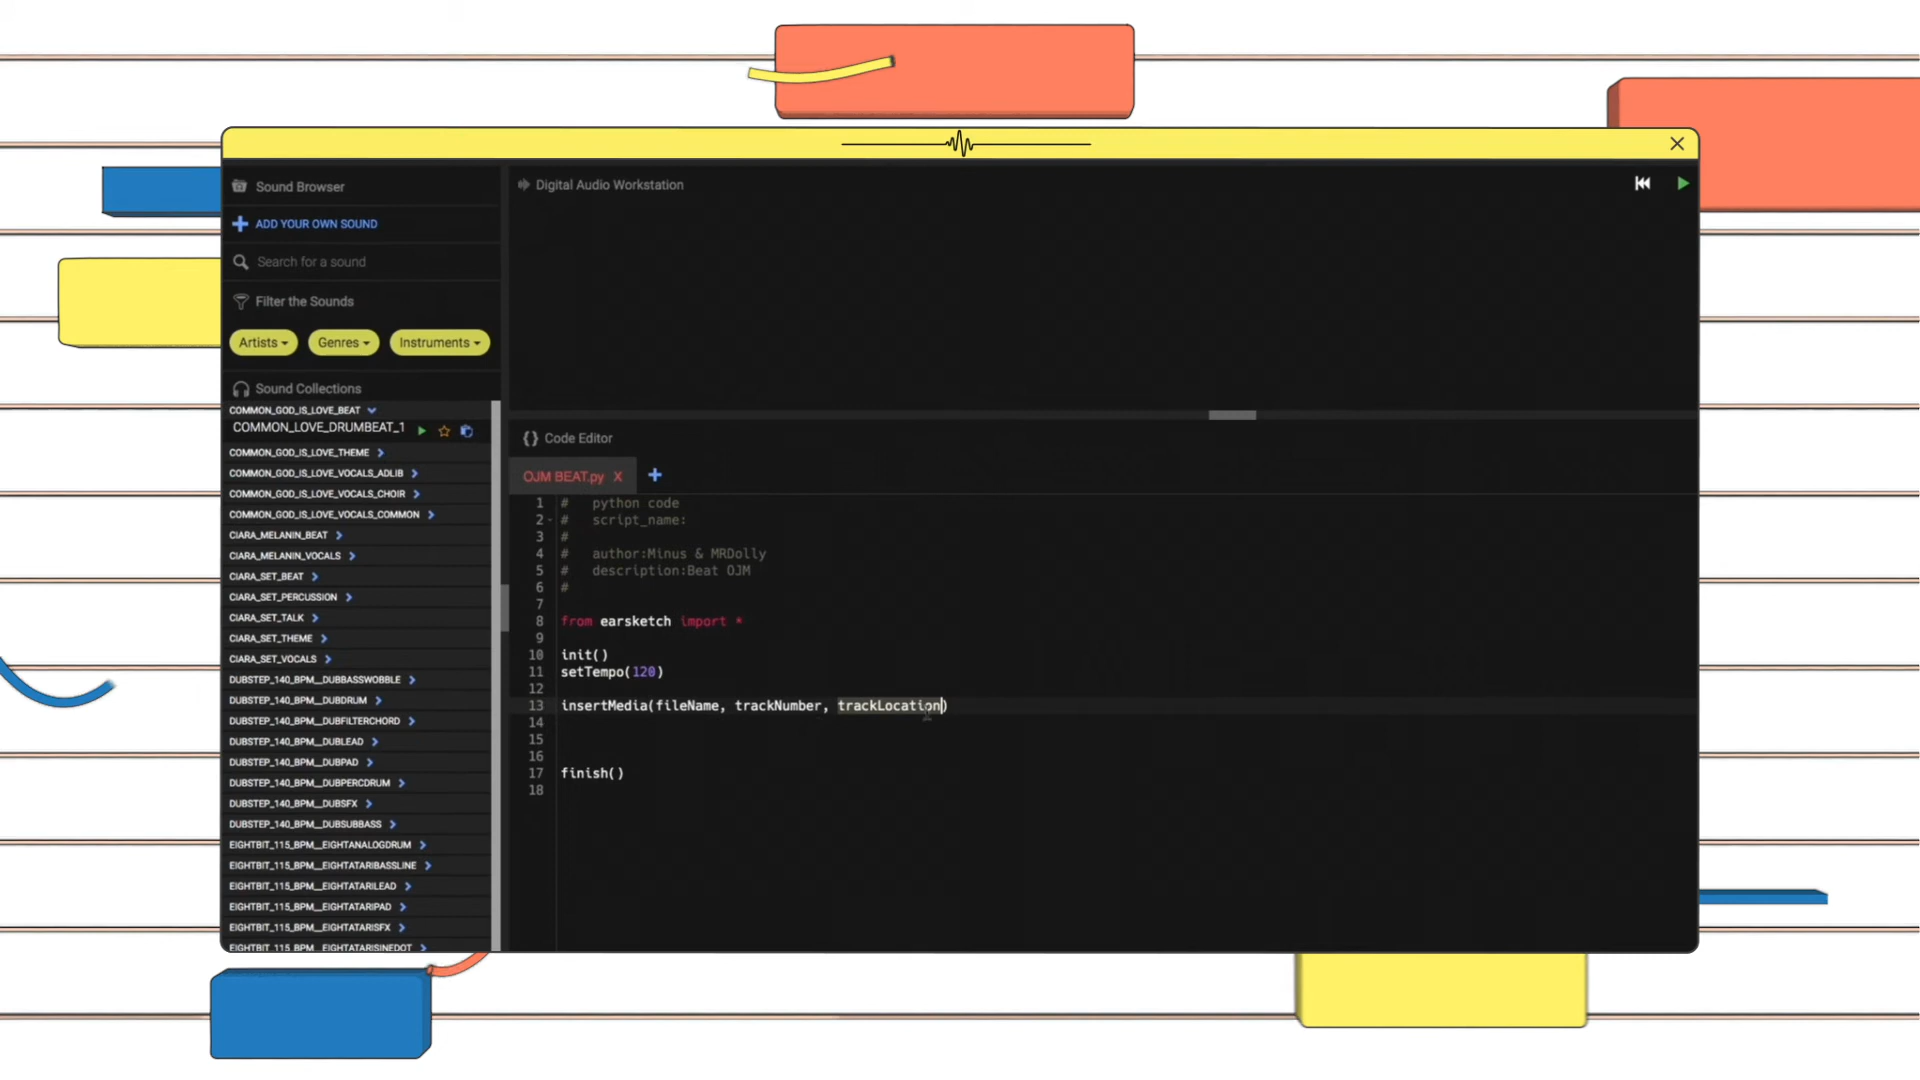 Sound Browser
ADD YOUR OWN SOUND
Search for a sound
Filter the Sounds
Artists
Genres
Instruments
Sound Collections
COMMON_GOD_IS_LOVE_BEAT
COMMON_LOVE_DRUMBEAT_1
COMMON_GOD_IS_LOVE_THEME
COMMON_GOD_IS_LOVE_VOCALS_ADLIB
COMMON_GOD_IS_LOVE_VOCALS_CHOIR
COMMON_GOD_IS_LOVE_VOCALS_COMMON
CIARA_MELANIN_BEAT
CIARA_MELANIN_VOCALS
CIARA_SET_BEAT
CIARA_SET_PERCUSSION
CIARA_SET_TALK
CIARA_SET_THEME
CIARA_SET_VOCALS
DUBSTEP_140_BPM__DUBBASSWOBBLE
DUBSTEP_140_BPM__DUBDRUM
DUBSTEP_140_BPM__DUBFILTERCHORD
DUBSTEP_140_BPM__DUBLEAD
DUBSTEP_140_BPM__DUBPAD
DUBSTEP_140_BPM__DUBPERCDRUM
DUBSTEP_140_BPM__DUBSFX
DUBSTEP_140_BPM__DUBSUBBASS
EIGHTBIT_115_BPM__EIGHTANALOGDRUM
EIGHTBIT_115_BPM__EIGHTATARIBASSLINE
EIGHTBIT_115_BPM__EIGHTATARILEAD
EIGHTBIT_115_BPM__EIGHTATARIPAD
EIGHTBIT_115_BPM__EIGHTATARISFX
EIGHTBIT_115_BPM__EIGHTATARISINEDOT
Digital Audio Workstation
{} Code Editor
OJM BEAT.py X +
1 # python code
2 # script_name:
3 #
4 # author:Minus & MRDolly
5 # description:Beat OJM
6 #
7
8 from earsketch import *
9
10 init()
11 setTempo(120)
12
13 insertMedia(fileName, trackNumber, trackLocation)
14
15
16
17 finish()
18